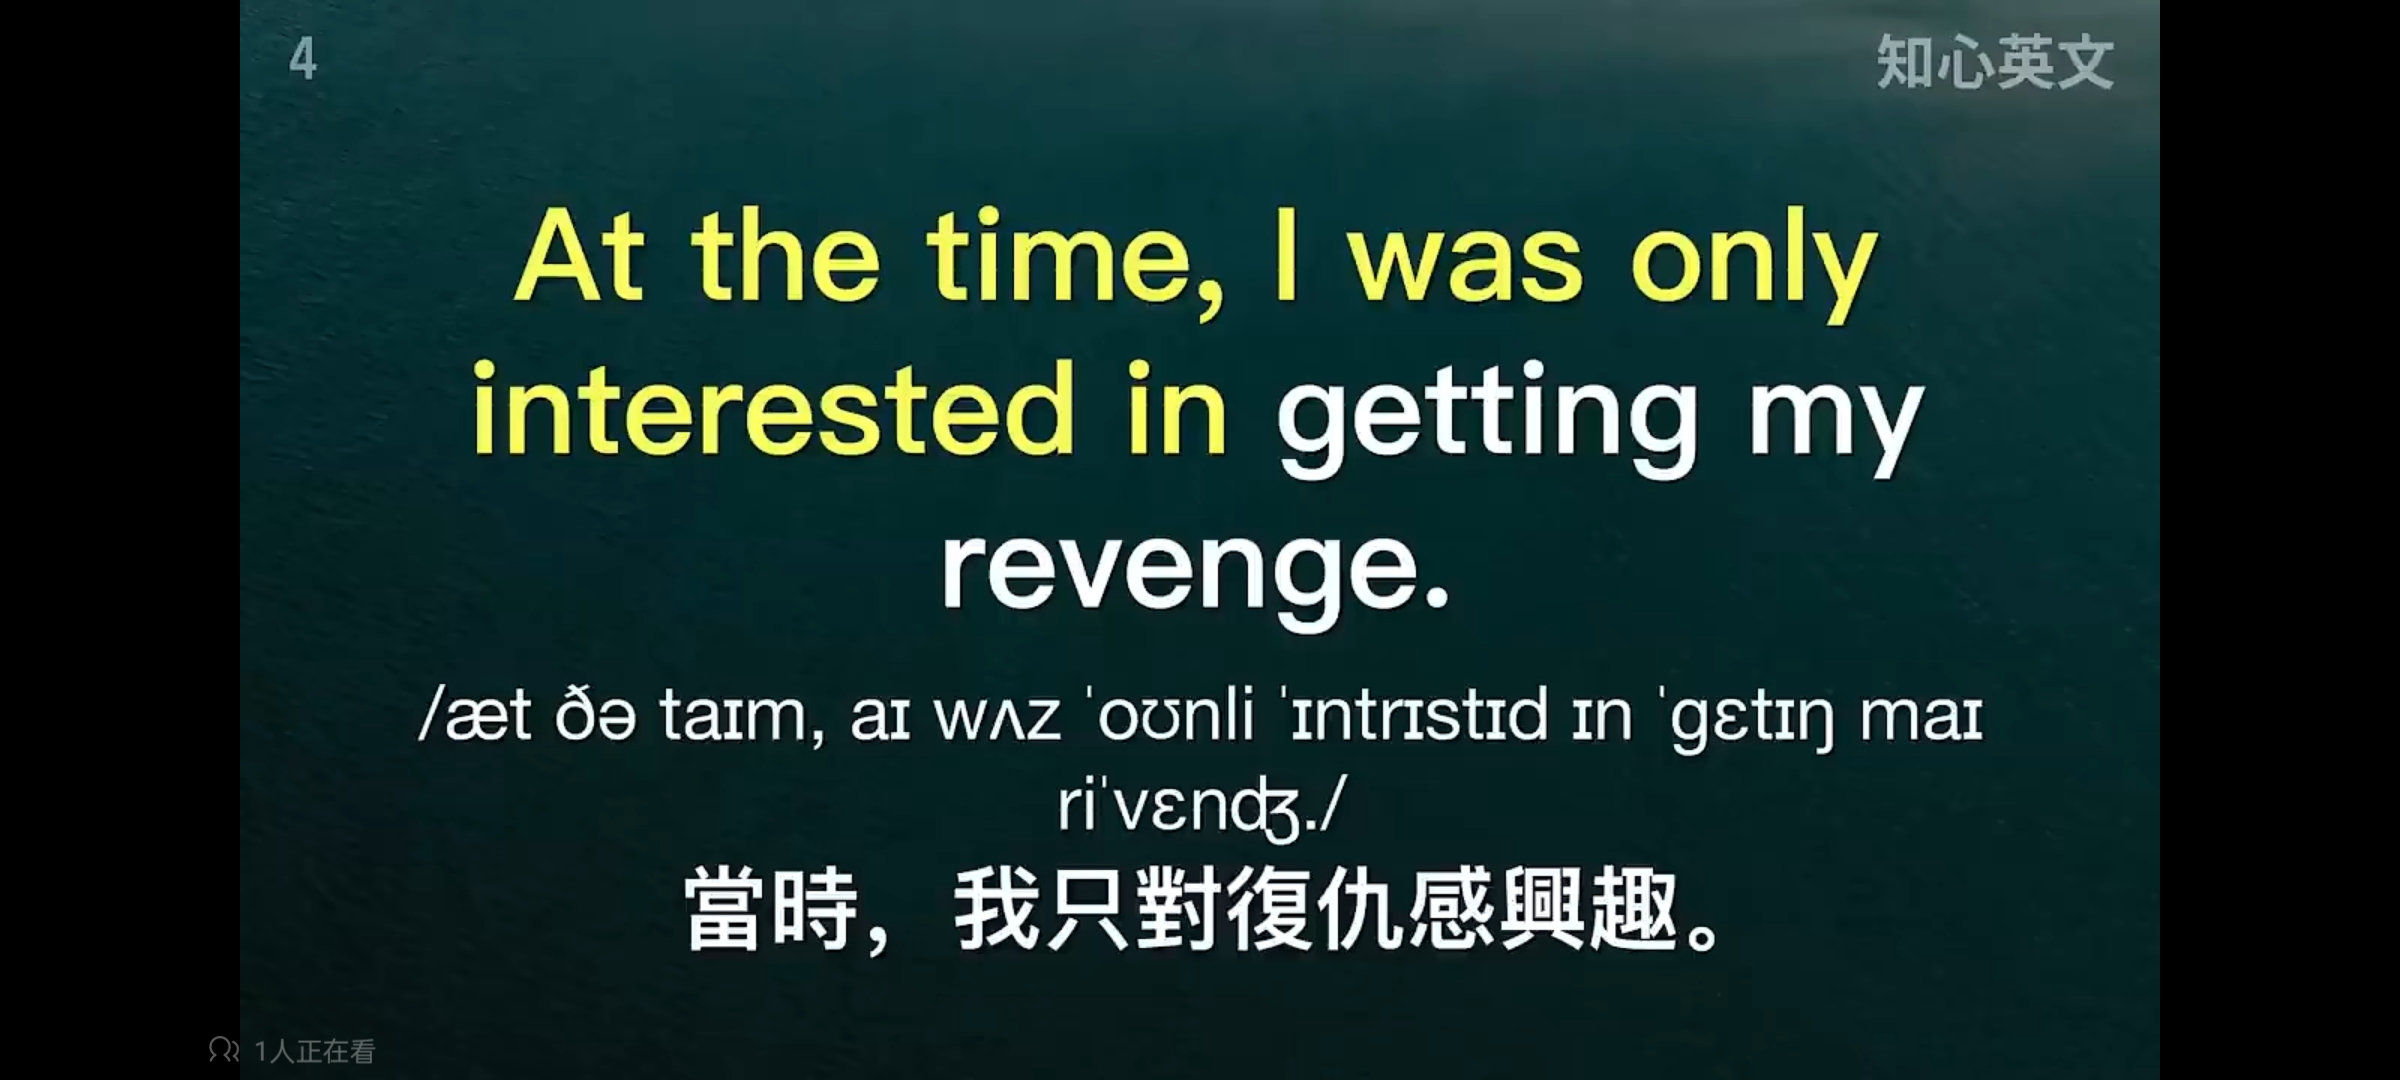 4
知心英文
At the time, I was only
interested in getting my
revenge.
/æt ðə taɪm, aɪ wʌz ˈoʊnli ˈɪntrɪstɪd ɪn ˈgɛtɪŋ maɪ
riˈvɛnʤ./
當時，我只對復仇感興趣。
1人正在看